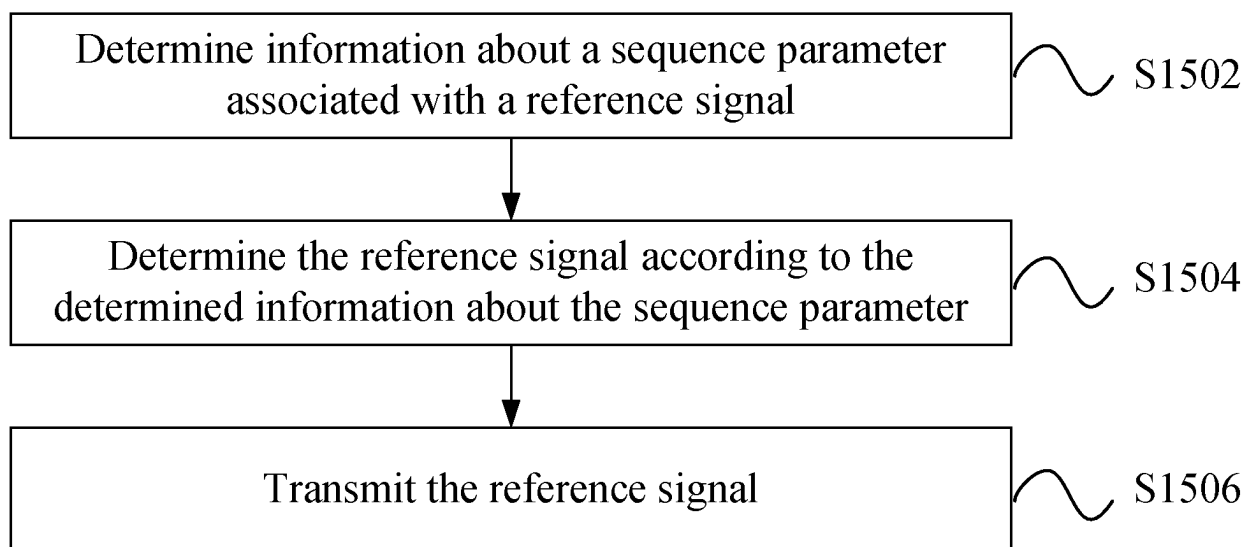 Determine information about a sequence parameter
associated with a reference signal
S1502
Determine the reference signal according to the
determined information about the sequence parameter
S1504
Transmit the reference signal
S1506